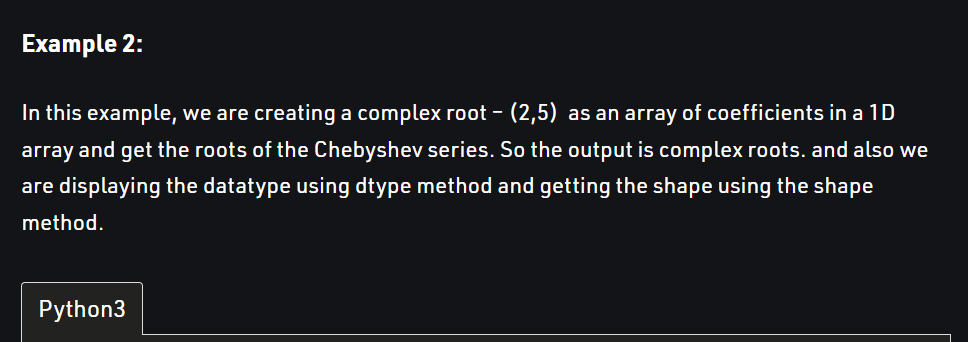 Example 2:
In this example, we are creating a complex root – (2,5)  as an array of coefficients in a 1D
array and get the roots of the Chebyshev series. So the output is complex roots. and also we
are displaying the datatype using dtype method and getting the shape using the shape
method.
Python3